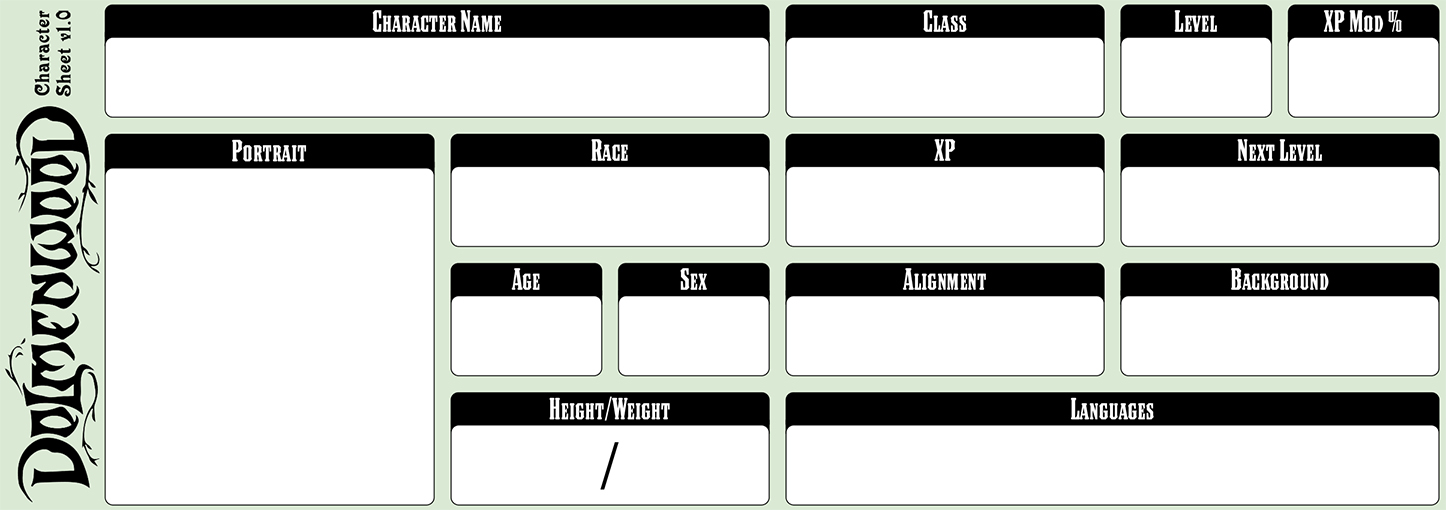 Dolmenwood
Character
Sheet v1.0
Character Name
Class
Level
XP Mod %
Portrait
Race
XP
Next Level
Age
Sex
Alignment
Background
Height/Weight
/
Languages